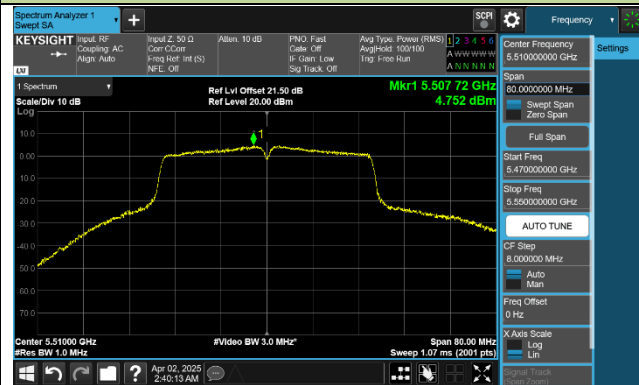 Spectrum Analyzer 1
Swept SA
+
SCPI
Frequency
KEYSIGHT
Input: RF
Coupling: AC
Align: Auto
Input Z: 50 Ω
Corr CCorr
Freq Ref: Int (S)
NFE: Off
Atten: 10 dB
PNO: Fast
Gate: Off
IF Gain: Low
Sig Track: Off
Avg Type: Power (RMS)
Avg|Hold: 100/100
Trig: Free Run
1 2 3 4 5 6
A W W W W W
A N N N N N
LXI
1 Spectrum
Scale/Div 10 dB
Log
Ref Lvl Offset 21.50 dB
Ref Level 20.00 dBm
Mkr1 5.507 72 GHz
4.752 dBm
1
10.0
0.00
-10.0
-20.0
-30.0
-40.0
-50.0
-60.0
-70.0
Center 5.51000 GHz
#Res BW 1.0 MHz
#Video BW 3.0 MHz*
Span 80.00 MHz
Sweep 1.07 ms (2001 pts)
Apr 02, 2025
2:40:13 AM
Center Frequency
5.510000000 GHz
Settings
Span
80.0000000 MHz
Swept Span
Zero Span
Full Span
Start Freq
5.470000000 GHz
Stop Freq
5.550000000 GHz
AUTO TUNE
CF Step
8.000000 MHz
Auto
Man
Freq Offset
0 Hz
X Axis Scale
Log
Lin
Signal Track
(Span Zoom)